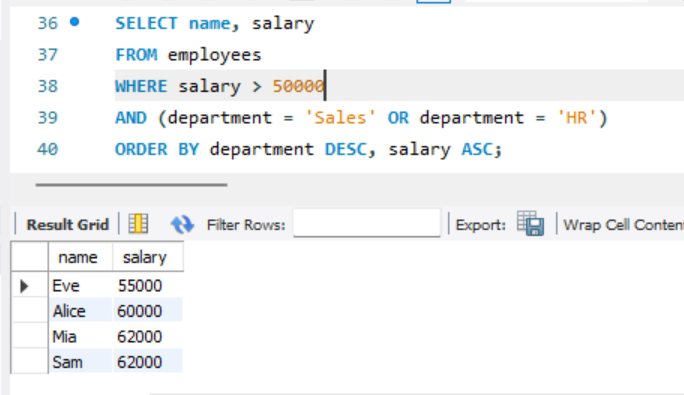 36 SELECT name, salary
37 FROM employees
38 WHERE salary > 50000
39 AND (department = 'Sales' OR department = 'HR')
40 ORDER BY department DESC, salary ASC;
Result Grid Filter Rows: Export: Wrap Cell Conten
name salary
Eve 55000
Alice 60000
Mia 62000
Sam 62000